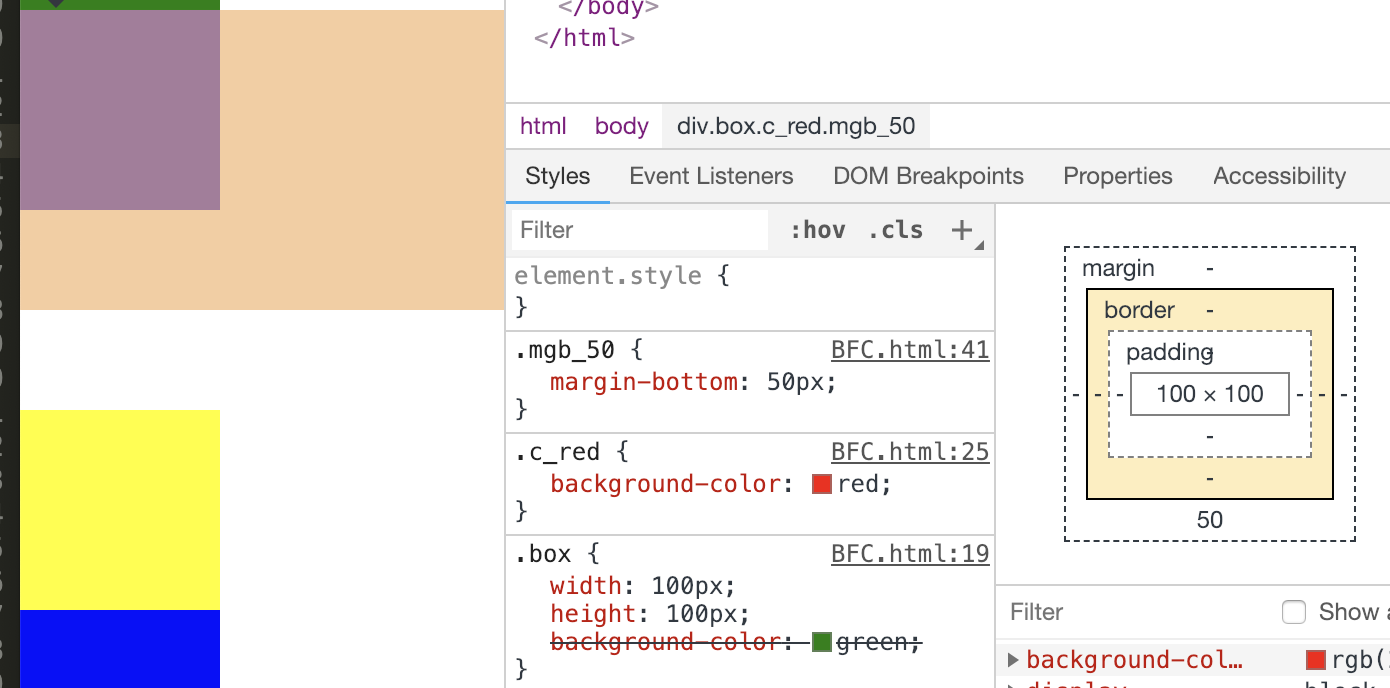 </body>
</html>
html body div.box.c_red.mgb_50
Styles Event Listeners DOM Breakpoints Properties Accessibility
Filter :hov .cls +
element.style {
}
.mgb_50 { BFC.html:41
margin-bottom: 50px;
}
.c_red { BFC.html:25
background-color: red;
}
.box { BFC.html:19
width: 100px;
height: 100px;
background-color: green;
}
margin -
border -
padding -
- - - 100 × 100 - - -
-
-
50
Filter Show
background-col… rgb(
display block